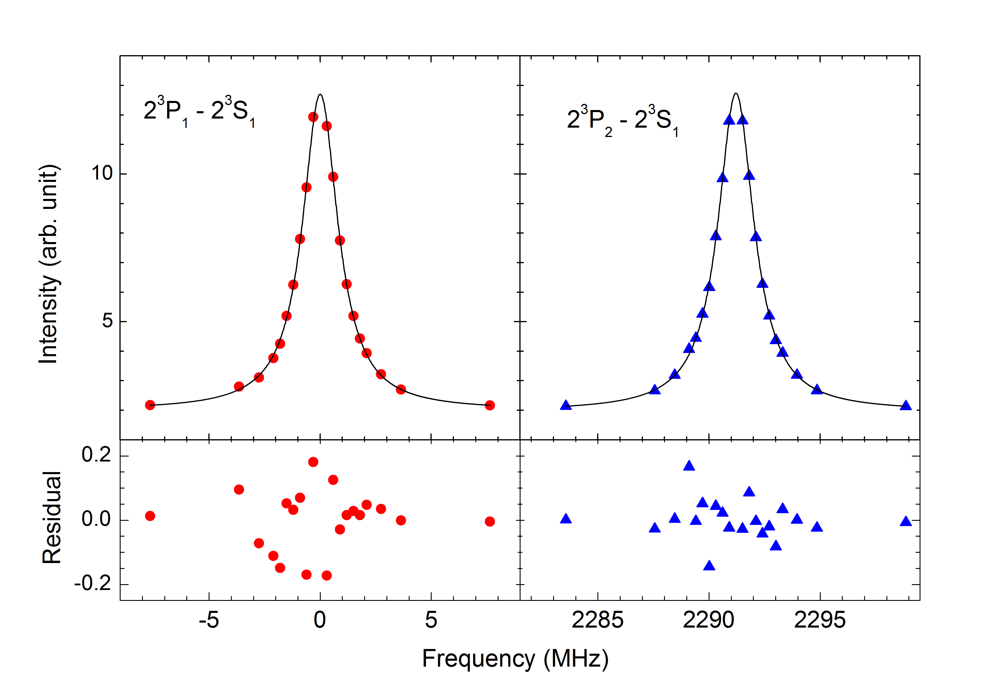 2³P₁ - 2³S₁
2³P₂ - 2³S₁
Intensity (arb. unit)
10
5
Residual
0.2
0.0
-0.2
-5 0 5 2285 2290 2295
Frequency (MHz)